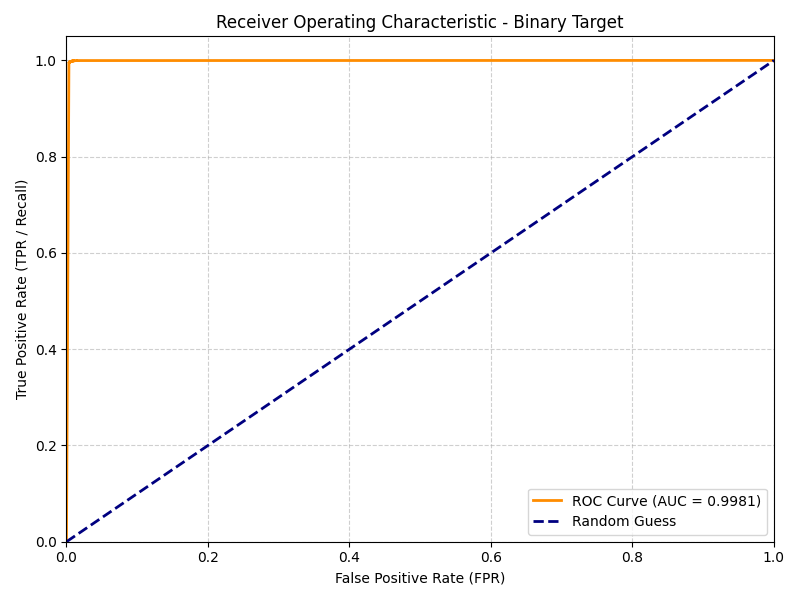 Receiver Operating Characteristic - Binary Target
1.0
0.8
0.6
0.4
0.2
0.0
True Positive Rate (TPR / Recall)
ROC Curve (AUC = 0.9981)
Random Guess
0.0 0.2 0.4 0.6 0.8 1.0
False Positive Rate (FPR)